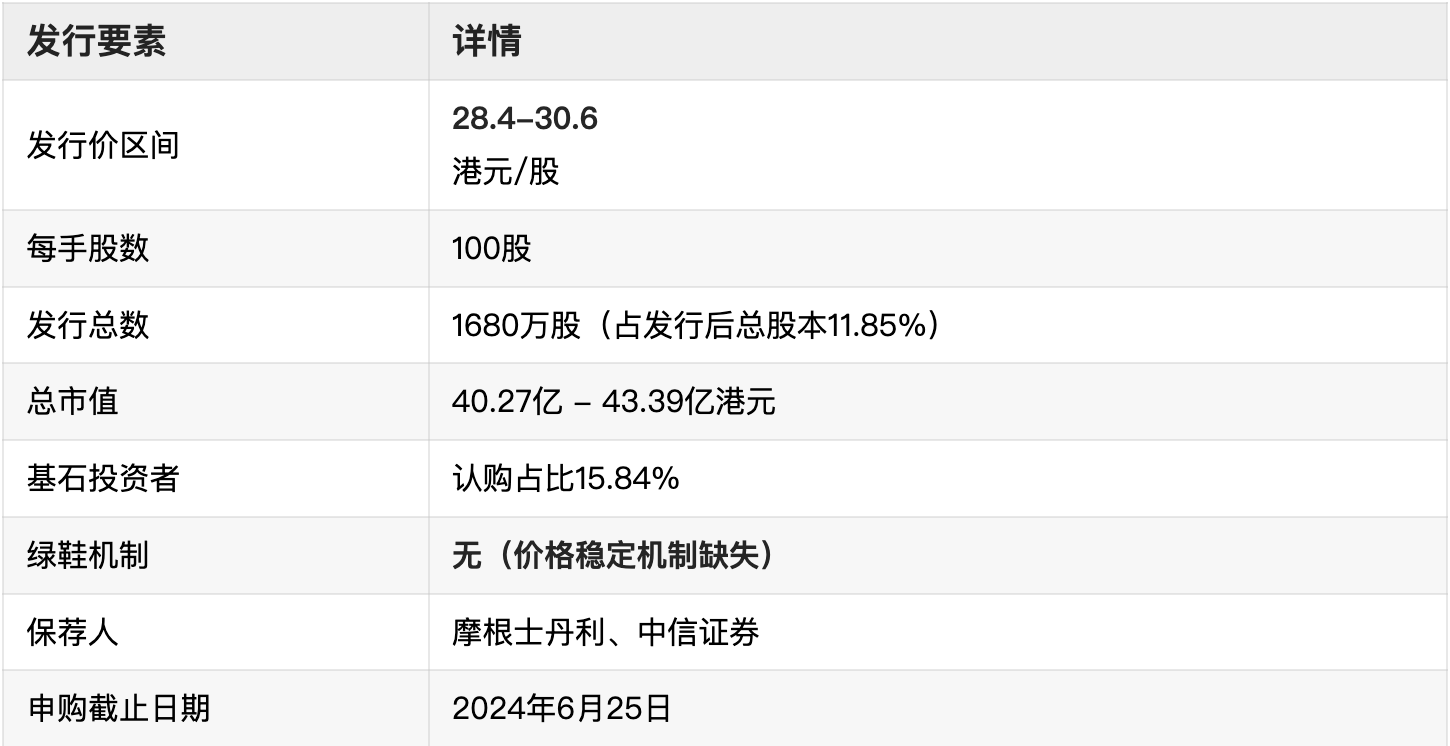 发行要素 详情
发行价区间 28.4–30.6
港元/股
每手股数 100股
发行总数 1680万股（占发行后总股本11.85%）
总市值 40.27亿 – 43.39亿港元
基石投资者 认购占比15.84%
绿鞋机制 无（价格稳定机制缺失）
保荐人 摩根士丹利、中信证券
申购截止日期 2024年6月25日